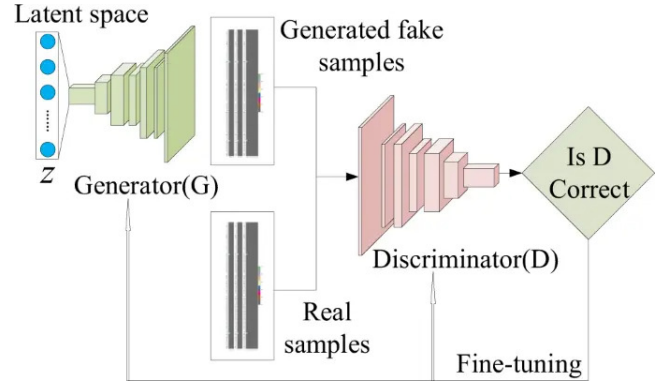 Latent space
z
Generator(G)
Generated fake
samples
Real
samples
Discriminator(D)
Is D
Correct
Fine-tuning